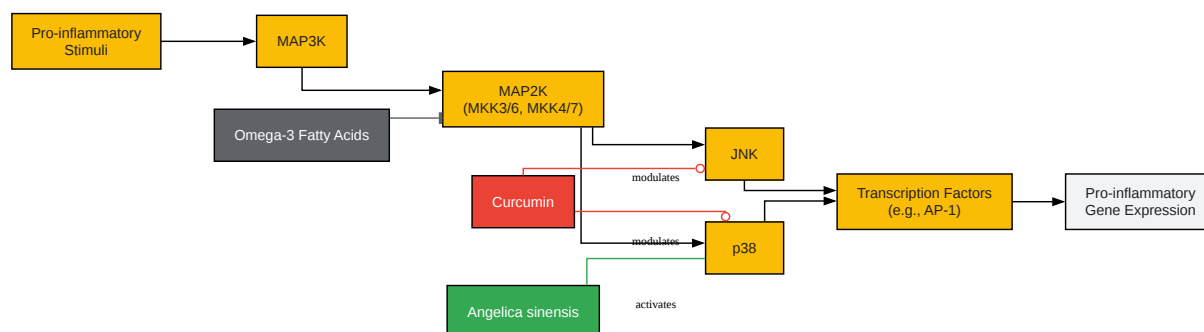 Pro-inflammatory
Stimuli
MAP3K
MAP2K
(MKK3/6, MKK4/7)
Omega-3 Fatty Acids
JNK
modulates
Curcumin
Transcription Factors
(e.g., AP-1)
Pro-inflammatory
Gene Expression
modulates
p38
Angelica sinensis
activates